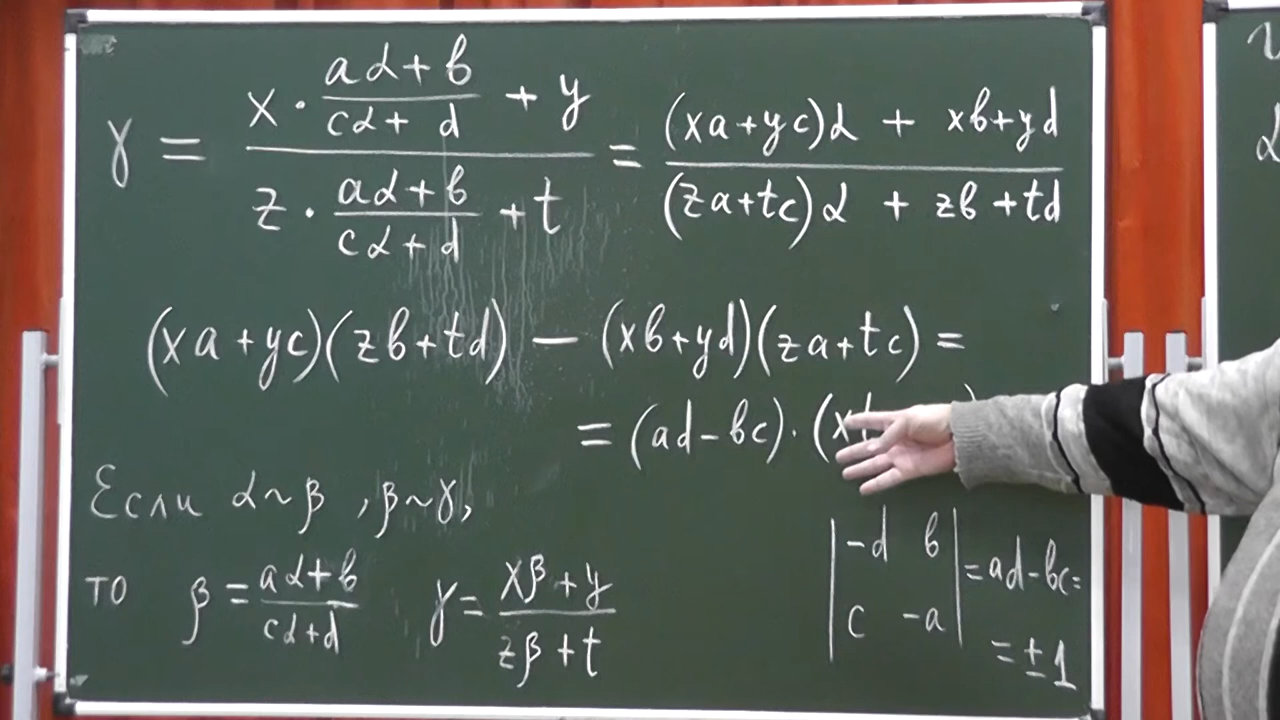 γ = (x · (aα + b)/(cα + d) + y)/(z · (aα + b)/(cα + d) + t) = ((xa + yc)α + xb + yd)/((za + tc)α + zb + td)
(xa + yc)(zb + td) − (xb + yd)(za + tc) =
= (ad − bc) · (xt )
Если α ~ β , β ~ γ,
то β = (aα + b)/(cα + d) γ = (xβ + y)/(zβ + t)
|−d b| = ad − bc =
|c −a| = ±1